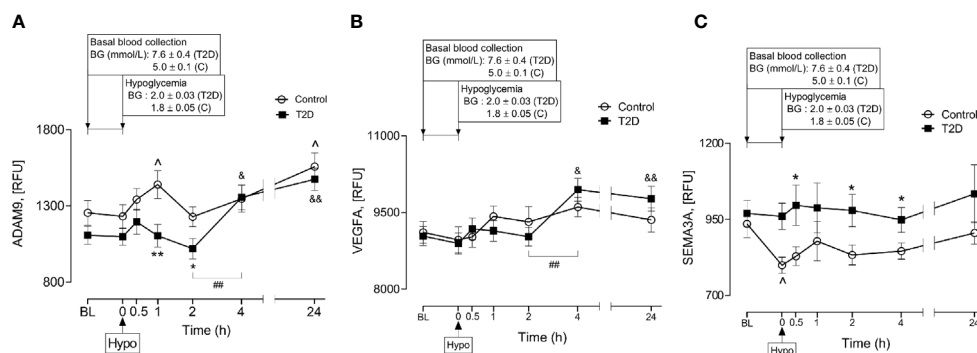 A
Basal blood collection
BG (mmol/L): 7.6 ± 0.4 (T2D)
5.0 ± 0.1 (C)
Hypoglycemia
BG : 2.0 ± 0.03 (T2D)
1.8 ± 0.05 (C)
Control
T2D
ADAM9, [RFU]
1800
1300
800
^
**
*
##
&
^
&&
BL 0 0.5 1 2 4 24
Time (h)
Hypo
B
Basal blood collection
BG (mmol/L): 7.6 ± 0.4 (T2D)
5.0 ± 0.1 (C)
Hypoglycemia
BG : 2.0 ± 0.03 (T2D)
1.8 ± 0.05 (C)
Control
T2D
VEGFA, [RFU]
11000
9500
8000
&
&&
##
BL 0 0.5 1 2 4 24
Time (h)
Hypo
C
Basal blood collection
BG (mmol/L): 7.6 ± 0.4 (T2D)
5.0 ± 0.1 (C)
Hypoglycemia
BG : 2.0 ± 0.03 (T2D)
1.8 ± 0.05 (C)
Control
T2D
SEMA3A, [RFU]
1200
950
700
*
*
*
^
BL 0 0.5 1 2 4 24
Time (h)
Hypo